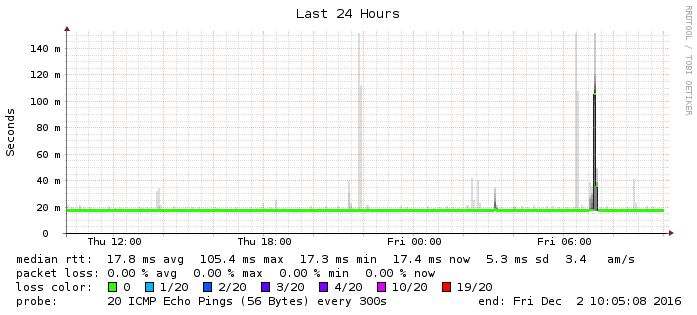 Last 24 Hours
RRDTOOL / TOBI OETIKER
Seconds
140 m
120 m
100 m
80 m
60 m
40 m
20 m
0
Thu 12:00 Thu 18:00 Fri 00:00 Fri 06:00
median rtt: 17.8 ms avg 105.4 ms max 17.3 ms min 17.4 ms now 5.3 ms sd 3.4 am/s
packet loss: 0.00 % avg 0.00 % max 0.00 % min 0.00 % now
loss color: 0 1/20 2/20 3/20 4/20 10/20 19/20
probe: 20 ICMP Echo Pings (56 Bytes) every 300s end: Fri Dec 2 10:05:08 2016